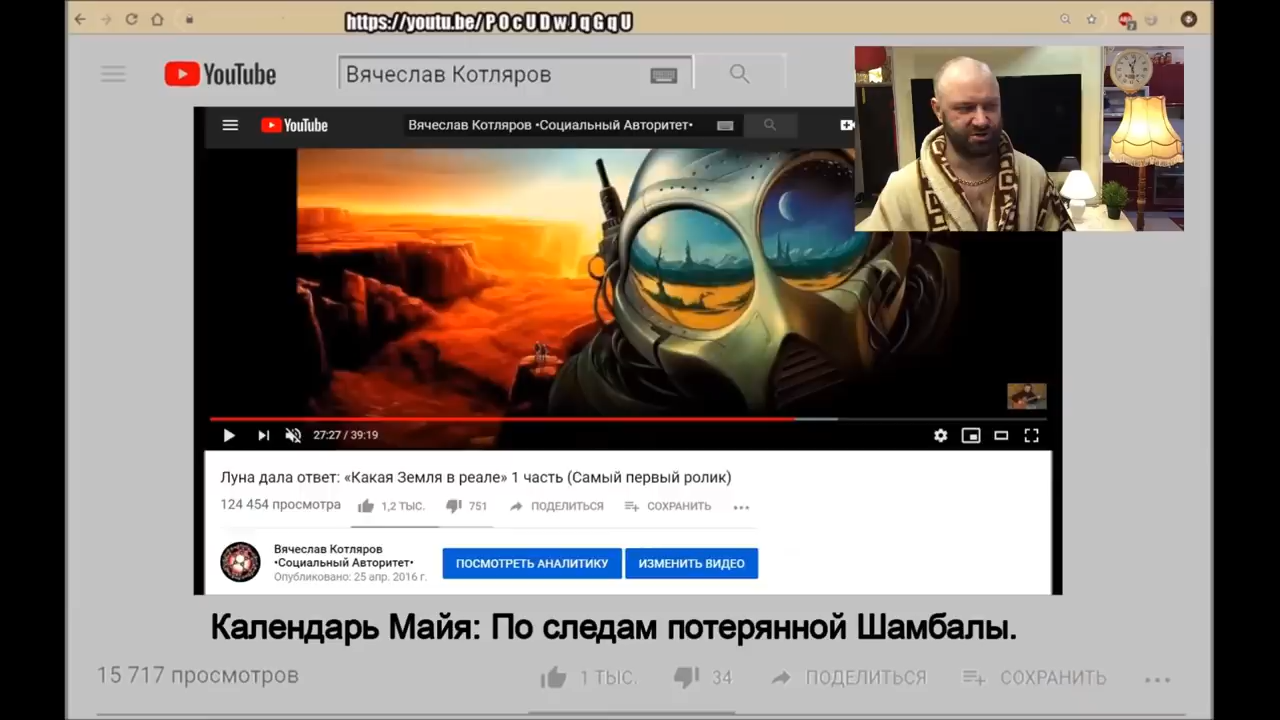 https://youtu.be/POcUDwJqGqU
YouTube
Вячеслав Котляров
YouTube
Вячеслав Котляров •Социальный Авторитет•
27:27 / 39:19
Луна дала ответ: «Какая Земля в реале» 1 часть (Самый первый ролик)
124 454 просмотра
1,2 ТЫС.
751
ПОДЕЛИТЬСЯ
СОХРАНИТЬ
Вячеслав Котляров
•Социальный Авторитет•
Опубликовано: 25 апр. 2016 г.
ПОСМОТРЕТЬ АНАЛИТИКУ
ИЗМЕНИТЬ ВИДЕО
Календарь Майя: По следам потерянной Шамбалы.
15 717 просмотров
1 ТЫС.
34
ПОДЕЛИТЬСЯ
СОХРАНИТЬ